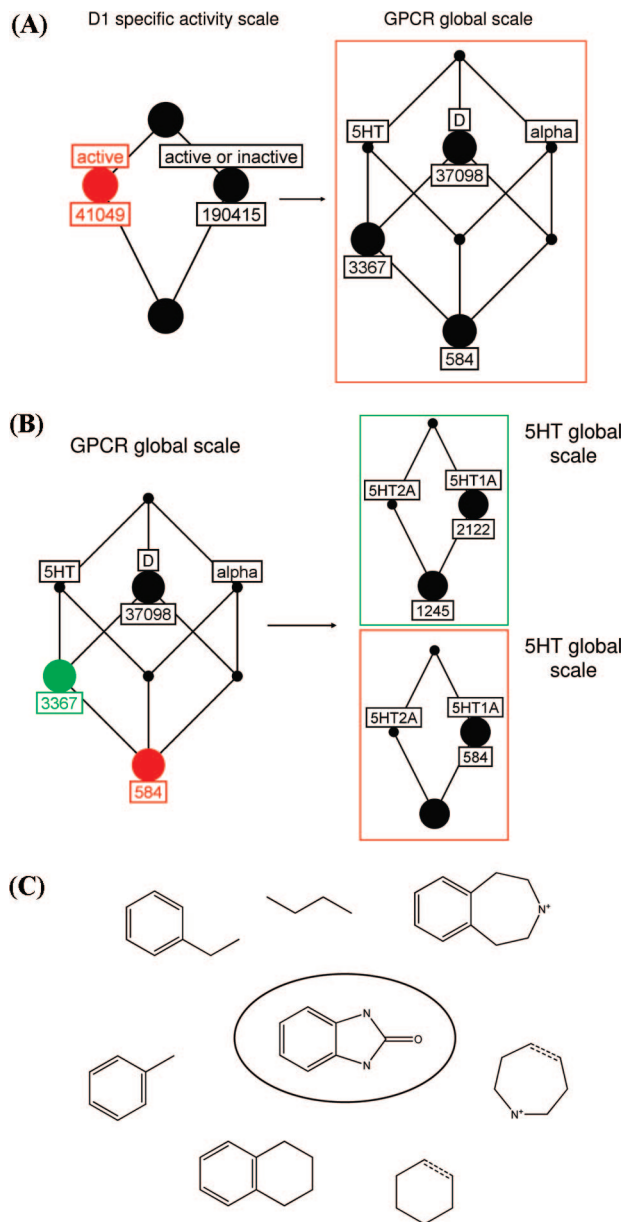 (A)
D1 specific activity scale
GPCR global scale
active
active or inactive
41049
190415
5HT
D
alpha
37098
3367
584
(B)
GPCR global scale
5HT
D
alpha
37098
3367
584
5HT global
scale
5HT2A
5HT1A
2122
1245
5HT global
scale
5HT2A
5HT1A
584
(C)
N+
N
O
N
N+